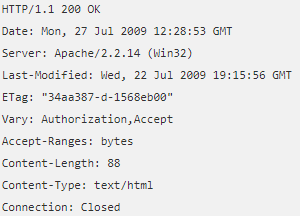 HTTP/1.1 200 OK
Date: Mon, 27 Jul 2009 12:28:53 GMT
Server: Apache/2.2.14 (Win32)
Last-Modified: Wed, 22 Jul 2009 19:15:56 GMT
ETag: "34aa387-d-1568eb00"
Vary: Authorization,Accept
Accept-Ranges: bytes
Content-Length: 88
Content-Type: text/html
Connection: Closed